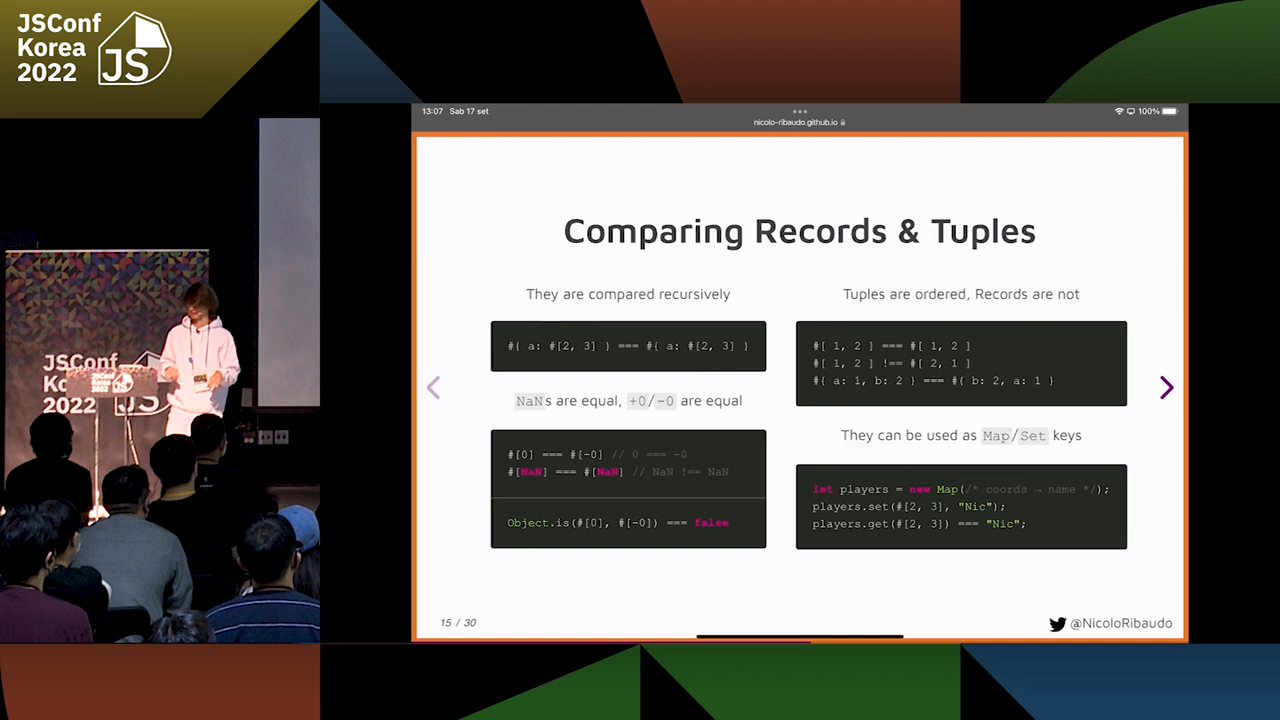 JSConf
Korea
2022
JS
13:07 Sab 17 set
nicolo-ribaudo.github.io
100%
Comparing Records & Tuples
They are compared recursively
#{ a: #[2, 3] } === #{ a: #[2, 3] }
NaNs are equal, +0/-0 are equal
#[0] === #[-0] // 0 === -0
#[NaN] === #[NaN] // NaN !== NaN
Object.is(#[0], #[-0]) === false
Tuples are ordered, Records are not
#[ 1, 2 ] === #[ 1, 2 ]
#[ 1, 2 ] !== #[ 2, 1 ]
#{ a: 1, b: 2 } === #{ b: 2, a: 1 }
They can be used as Map/Set keys
let players = new Map(/* coords → name */);
players.set(#[2, 3], "Nic");
players.get(#[2, 3]) === "Nic";
15 / 30
@NicoloRibaudo
JSConf
2022
JS
JSConf
Korea
2022